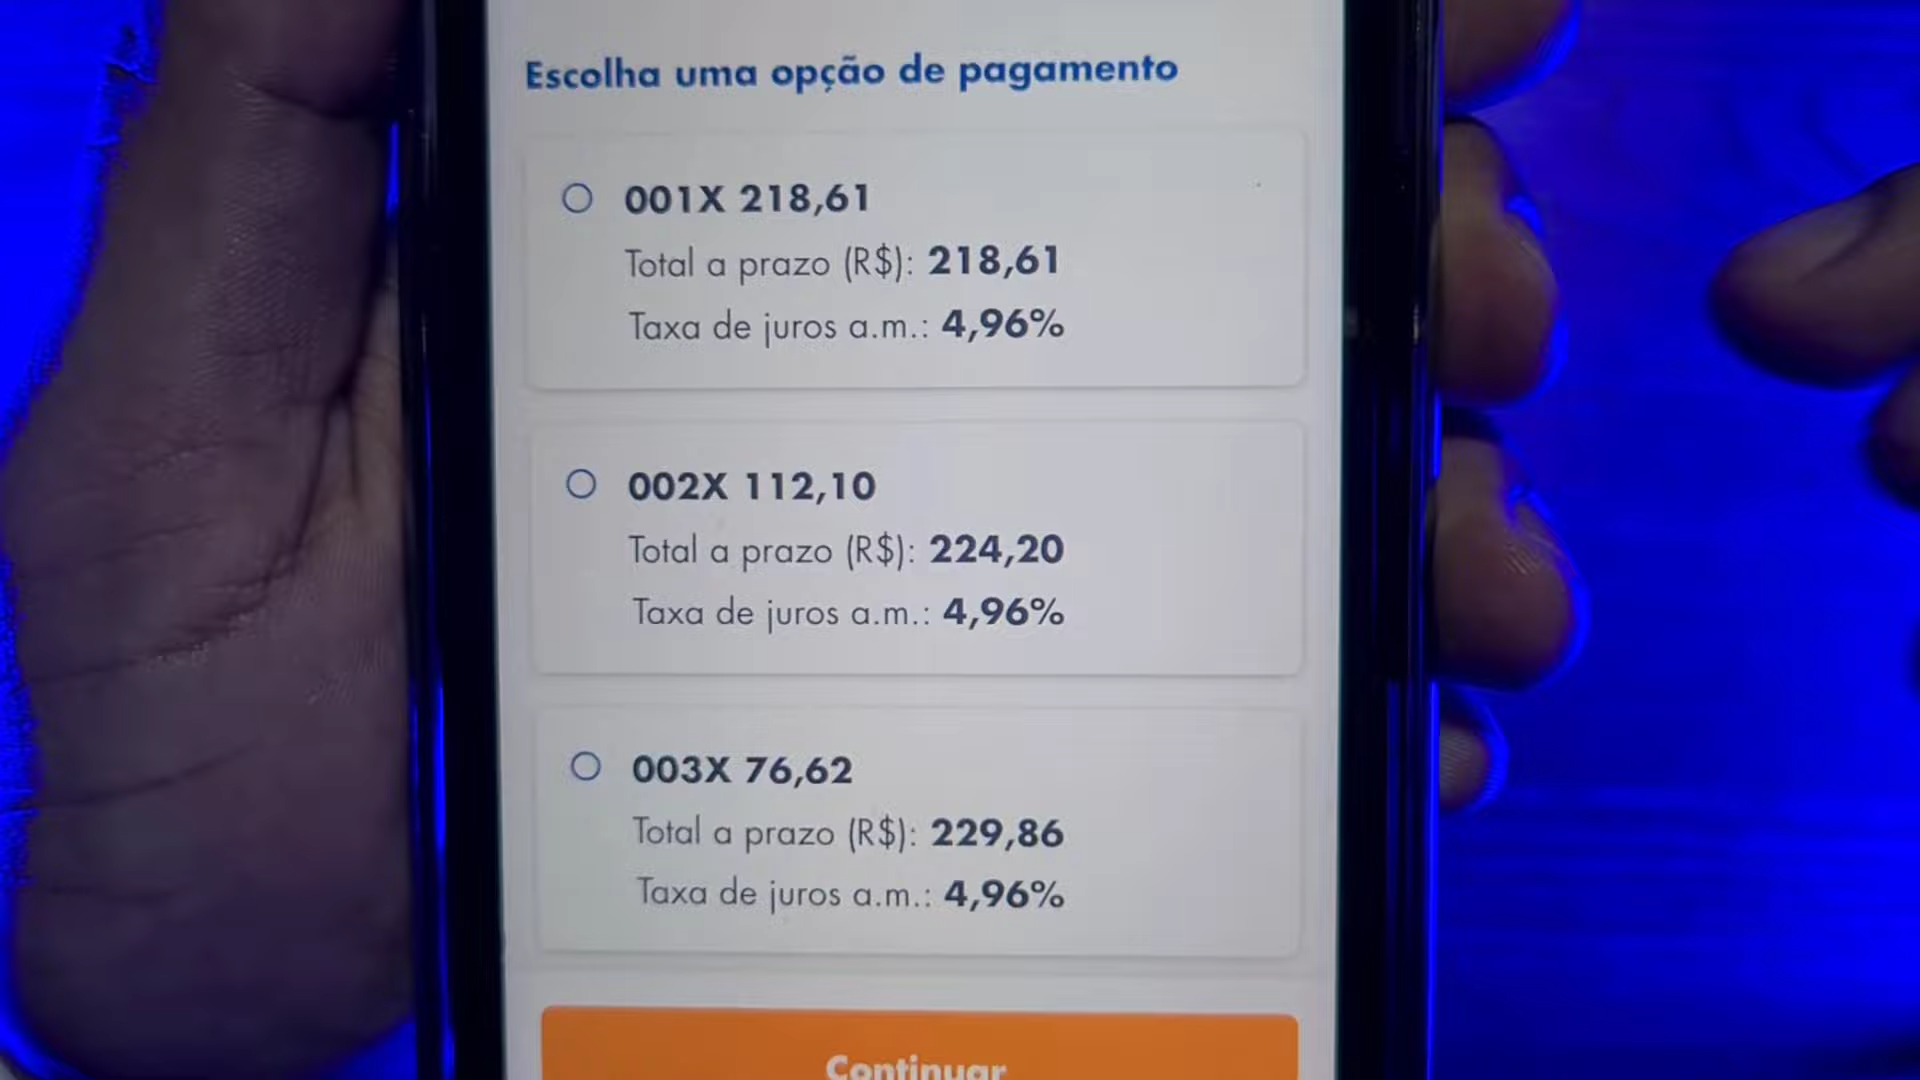 Escolha uma opção de pagamento
001X 218,61
Total a prazo (R$): 218,61
Taxa de juros a.m.: 4,96%
002X 112,10
Total a prazo (R$): 224,20
Taxa de juros a.m.: 4,96%
003X 76,62
Total a prazo (R$): 229,86
Taxa de juros a.m.: 4,96%
Continuar